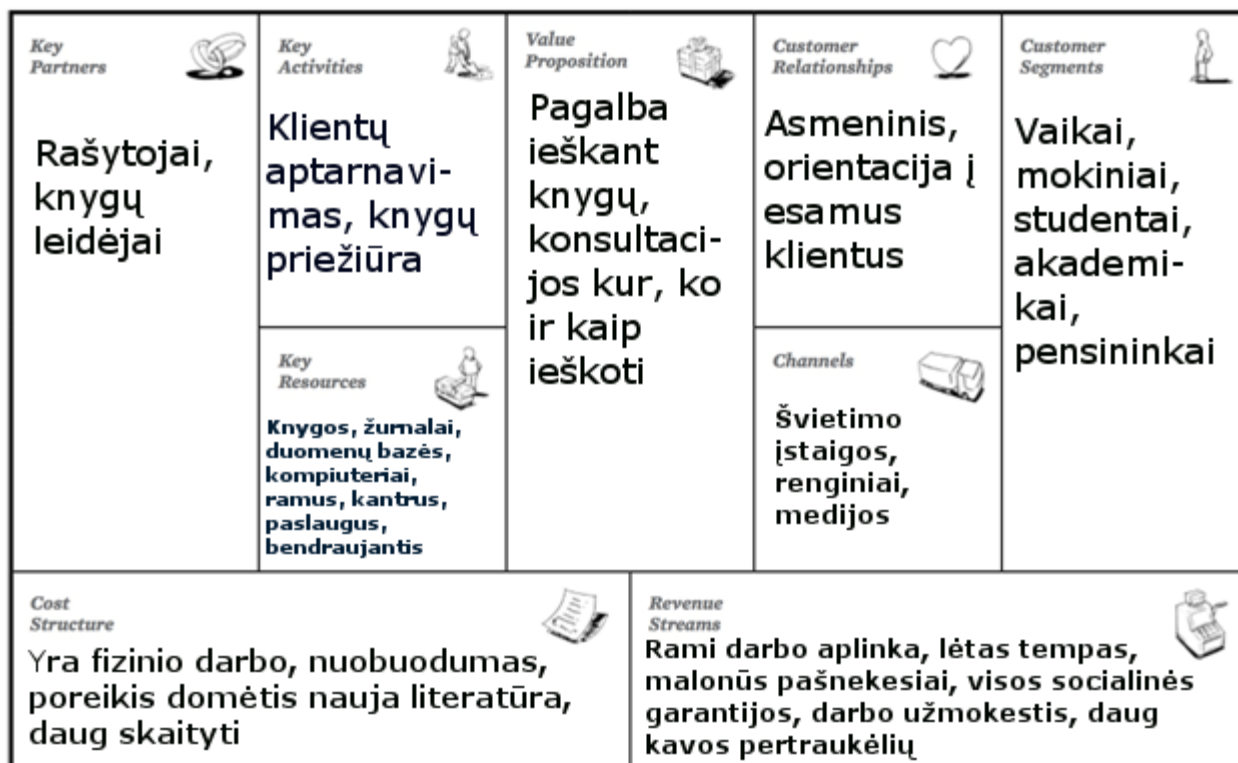 Key
Partners
Rašytojai,
knygų
leidėjai
Key
Activities
Klientų
aptarnavi-
mas, knygų
priežiūra
Key
Resources
Knygos, žurnalai,
duomenų bazės,
kompiuteriai,
ramus, kantrus,
paslaugus,
bendraujantis
Value
Proposition
Pagalba
ieškant
knygų,
konsultaci-
jos kur, ko
ir kaip
ieškoti
Customer
Relationships
Asmeninis,
orientacija į
esamus
klientus
Channels
Švietimo
įstaigos,
renginiai,
medijos
Customer
Segments
Vaikai,
mokiniai,
studentai,
akademi-
kai,
pensininkai
Cost
Structure
Yra fizinio darbo, nuobuodumas,
poreikis domėtis nauja literatūra,
daug skaityti
Revenue
Streams
Rami darbo aplinka, lėtas tempas,
malonūs pašnekesiai, visos socialinės
garantijos, darbo užmokestis, daug
kavos pertraukėlių